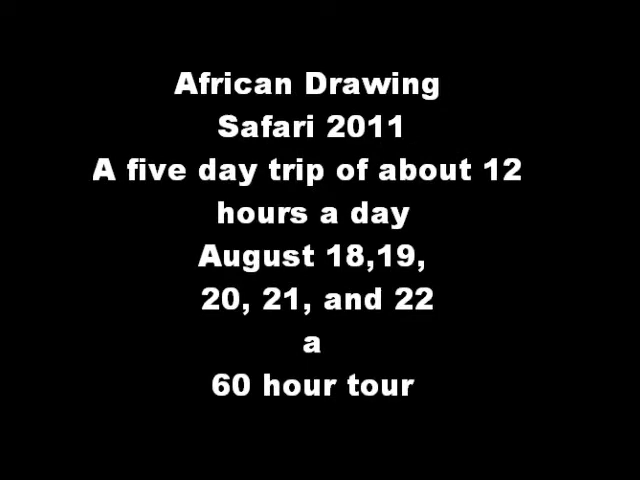 African Drawing
Safari 2011
A five day trip of about 12
hours a day
August 18,19,
20, 21, and 22
a
60 hour tour